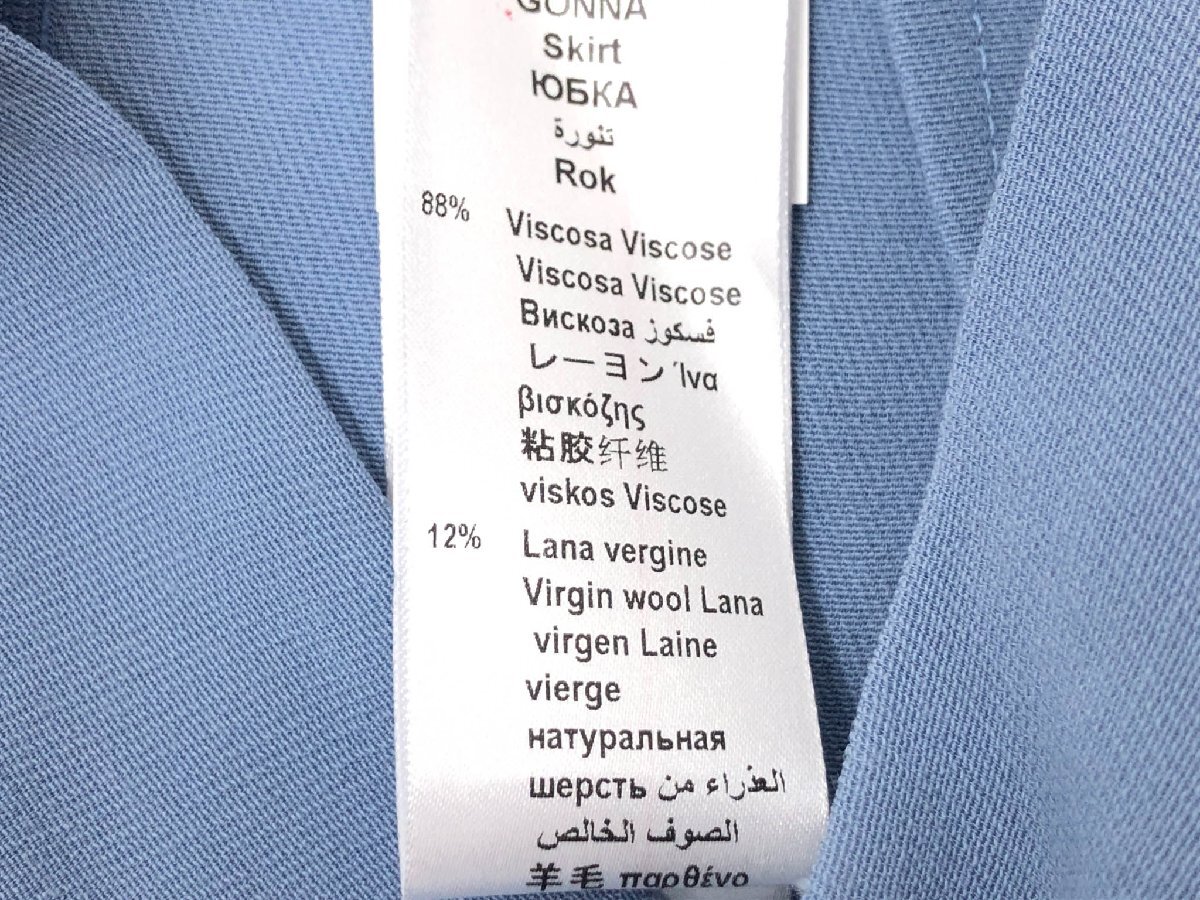 GONNA
Skirt
ЮБКА
تنورة
Rok
88% Viscosa Viscose
Viscosa Viscose
Вискоза فسكوز
レーヨン Ίνα
βισκόζης
粘胶纤维
viskos Viscose
12% Lana vergine
Virgin wool Lana
virgen Laine
vierge
натуральная
шерсть العذراء من
الصوف الخالص
羊毛 παρθένο